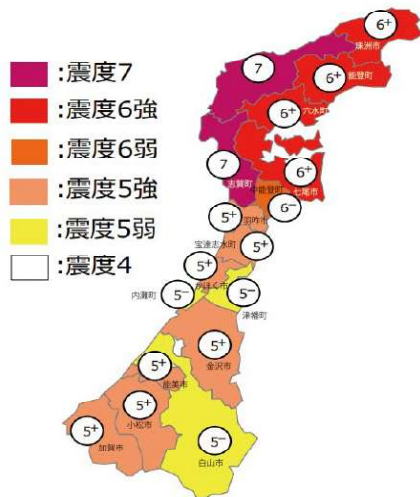 :震度7
:震度6強
:震度6弱
:震度5強
:震度5弱
:震度4
6+
珠洲市
7
6+
能登町
6+
穴水町
7
志賀町
6+
七尾市
中能登町
6−
5+
羽咋市
宝達志水町
5+
5+
かほく市
内灘町
5−
5−
津幡町
5+
金沢市
5+
能美市
5+
小松市
5+
加賀市
5−
白山市